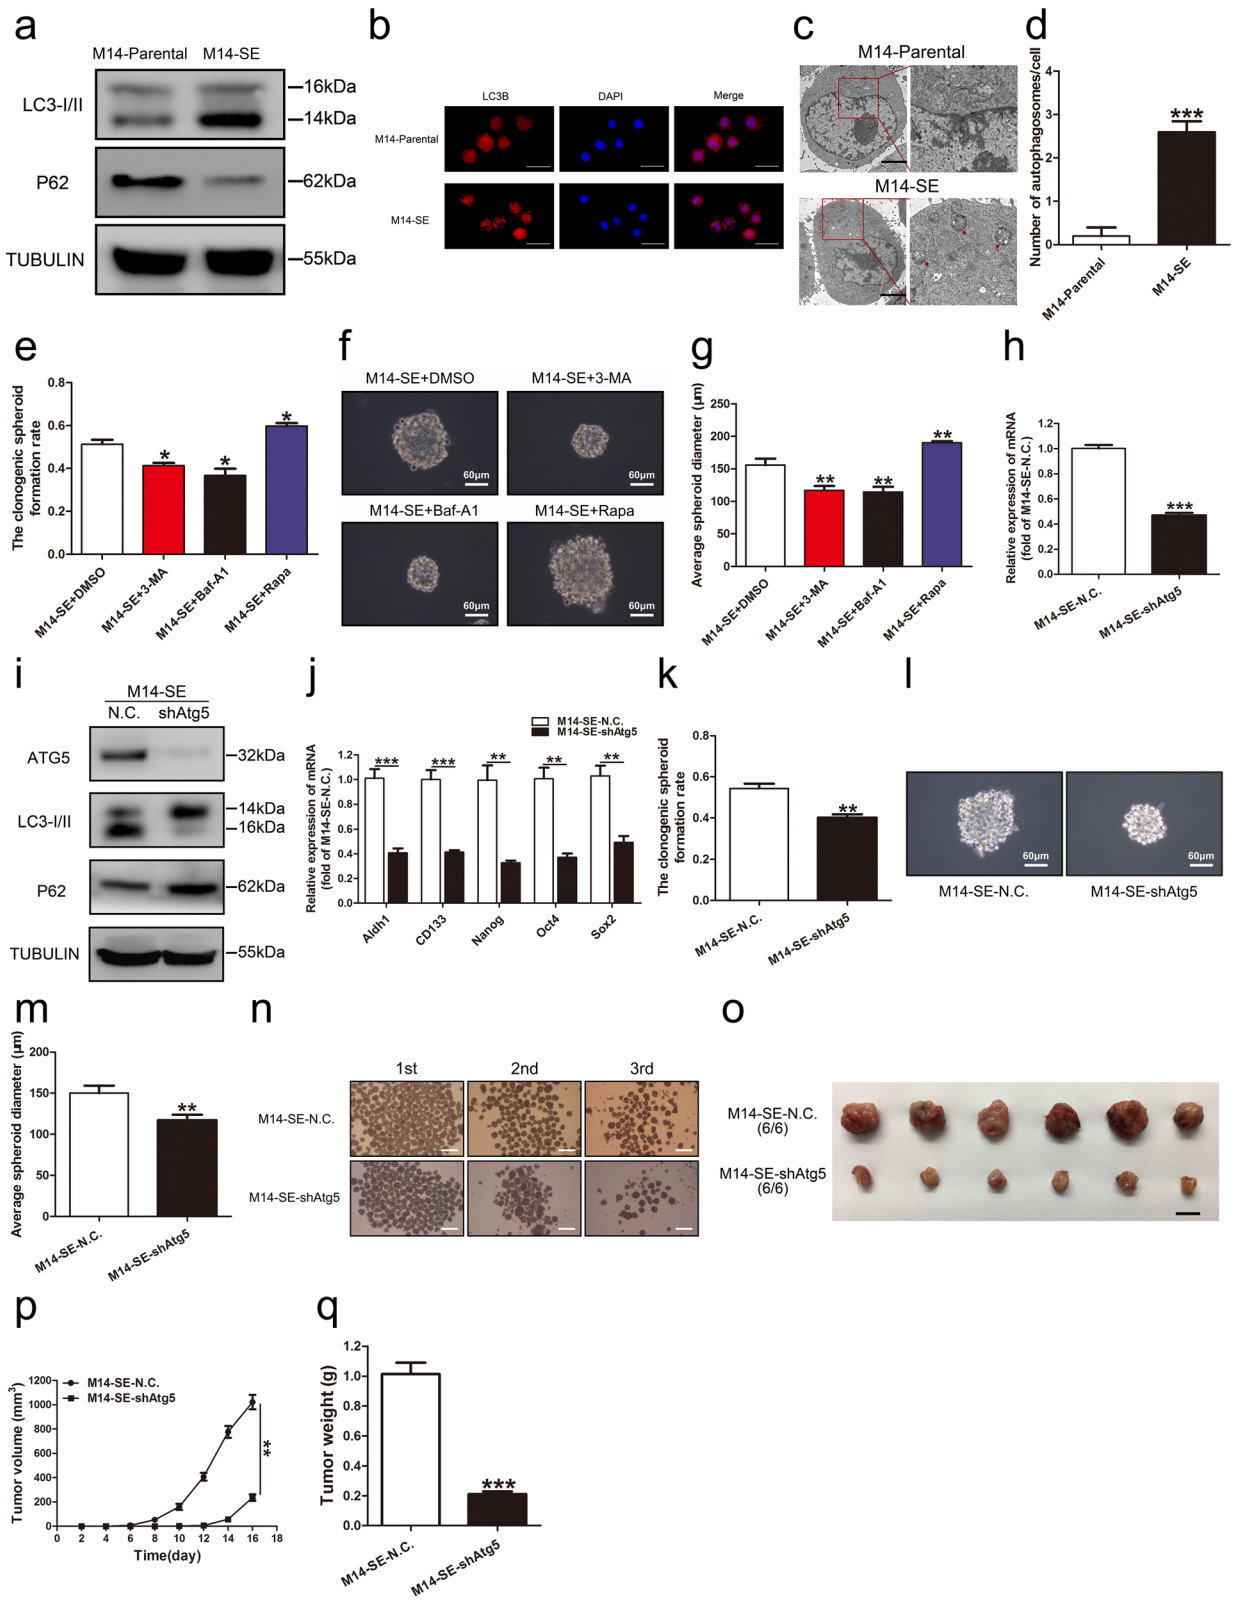 a
M14-Parental M14-SE
LC3-I/II
16kDa
14kDa
P62
62kDa
TUBULIN
55kDa
b
LC3B DAPI Merge
M14-Parental
M14-SE
c
M14-Parental
M14-SE
d
Number of autophagosomes/cell
4
3
2
1
0
***
M14-Parental
M14-SE
e
The clonogenic spheroid
formation rate
0.8
0.6
0.4
0.2
0.0
* * *
M14-SE+DMSO
M14-SE+3-MA
M14-SE+Baf-A1
M14-SE+Rapa
f
M14-SE+DMSO M14-SE+3-MA
60μm 60μm
M14-SE+Baf-A1 M14-SE+Rapa
60μm 60μm
g
Average spheroid diameter (μm)
250
200
150
100
50
0
** ** **
M14-SE+DMSO
M14-SE+3-MA
M14-SE+Baf-A1
M14-SE+Rapa
h
Relative expression of mRNA
(fold of M14-SE-N.C.)
1.2
1.0
0.8
0.6
0.4
0.2
0.0
***
M14-SE-N.C.
M14-SE-shAtg5
i
M14-SE
N.C. shAtg5
ATG5
32kDa
LC3-I/II
14kDa
16kDa
P62
62kDa
TUBULIN
55kDa
j
M14-SE-N.C.
M14-SE-shAtg5
Relative expression of mRNA
(fold of M14-SE-N.C.)
1.2
1.0
0.8
0.6
0.4
0.2
0.0
*** *** ** ** **
Aldh1
CD133
Nanog
Oct4
Sox2
k
The clonogenic spheroid
formation rate
0.8
0.6
0.4
0.2
0.0
**
M14-SE-N.C.
M14-SE-shAtg5
l
60μm 60μm
M14-SE-N.C. M14-SE-shAtg5
m
Average spheroid diameter (μm)
200
150
100
50
0
**
M14-SE-N.C.
M14-SE-shAtg5
n
1st 2nd 3rd
M14-SE-N.C.
M14-SE-shAtg5
o
M14-SE-N.C.
(6/6)
M14-SE-shAtg5
(6/6)
p
Tumor volume (mm³)
1200
1000
800
600
400
200
0
M14-SE-N.C.
M14-SE-shAtg5
**
0 2 4 6 8 10 12 14 16 18
Time(day)
q
Tumor weight (g)
1.2
1.0
0.8
0.6
0.4
0.2
0.0
***
M14-SE-N.C.
M14-SE-shAtg5